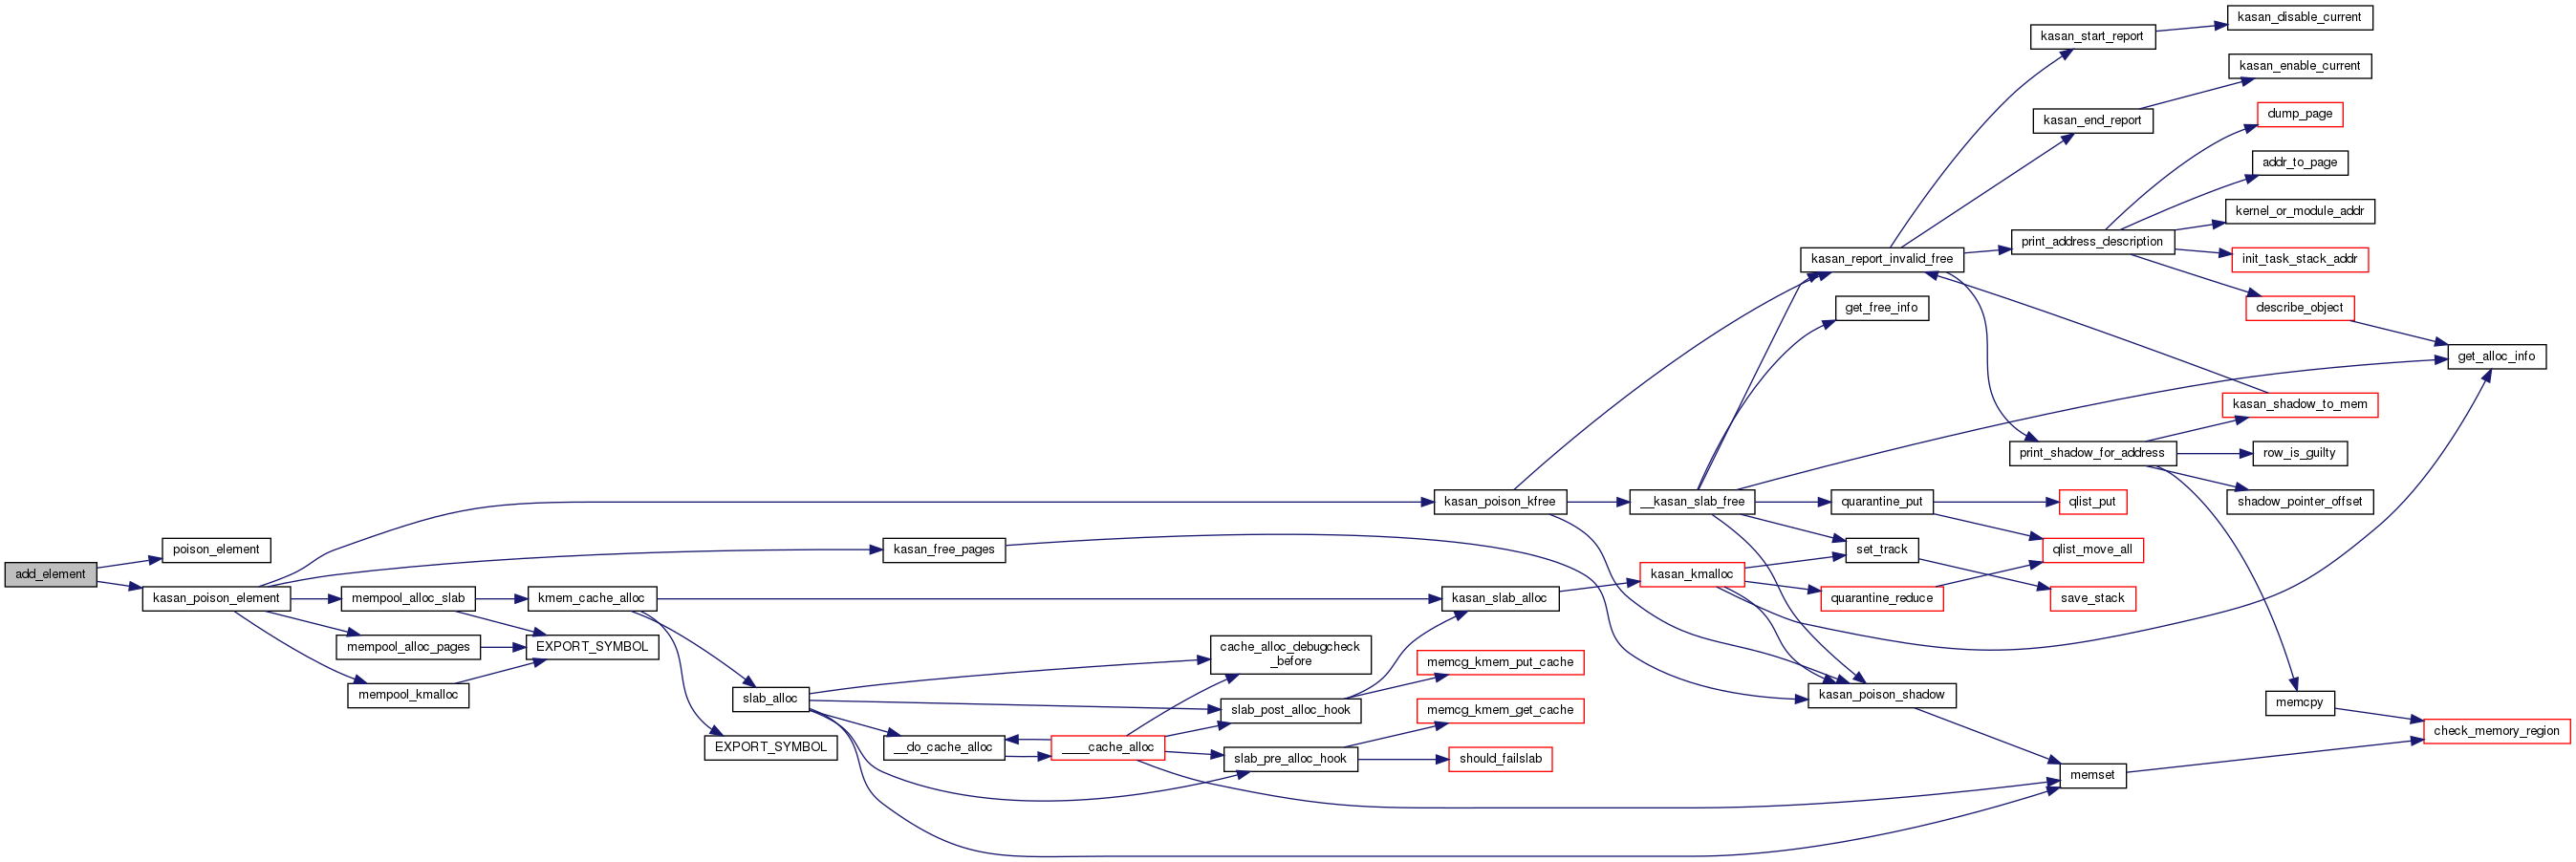 kasan_disable_current
kasan_start_report
kasan_enable_current
dump_page
kasan_end_report
addr_to_page
kernel_or_module_addr
print_address_description
kasan_report_invalid_free
init_task_stack_addr
get_free_info
describe_object
get_alloc_info
kasan_shadow_to_mem
print_shadow_for_address
row_is_guilty
kasan_poison_kfree
__kasan_slab_free
quarantine_put
qlist_put
shadow_pointer_offset
poison_element
kasan_free_pages
set_track
qlist_move_all
add_element
kasan_kmalloc
kasan_poison_element
mempool_alloc_slab
kmem_cache_alloc
kasan_slab_alloc
quarantine_reduce
save_stack
mempool_alloc_pages
EXPORT_SYMBOL
cache_alloc_debugcheck
_before
memcg_kmem_put_cache
mempool_kmalloc
slab_alloc
kasan_poison_shadow
memcpy
slab_post_alloc_hook
memcg_kmem_get_cache
check_memory_region
EXPORT_SYMBOL
__do_cache_alloc
____cache_alloc
slab_pre_alloc_hook
should_failslab
memset